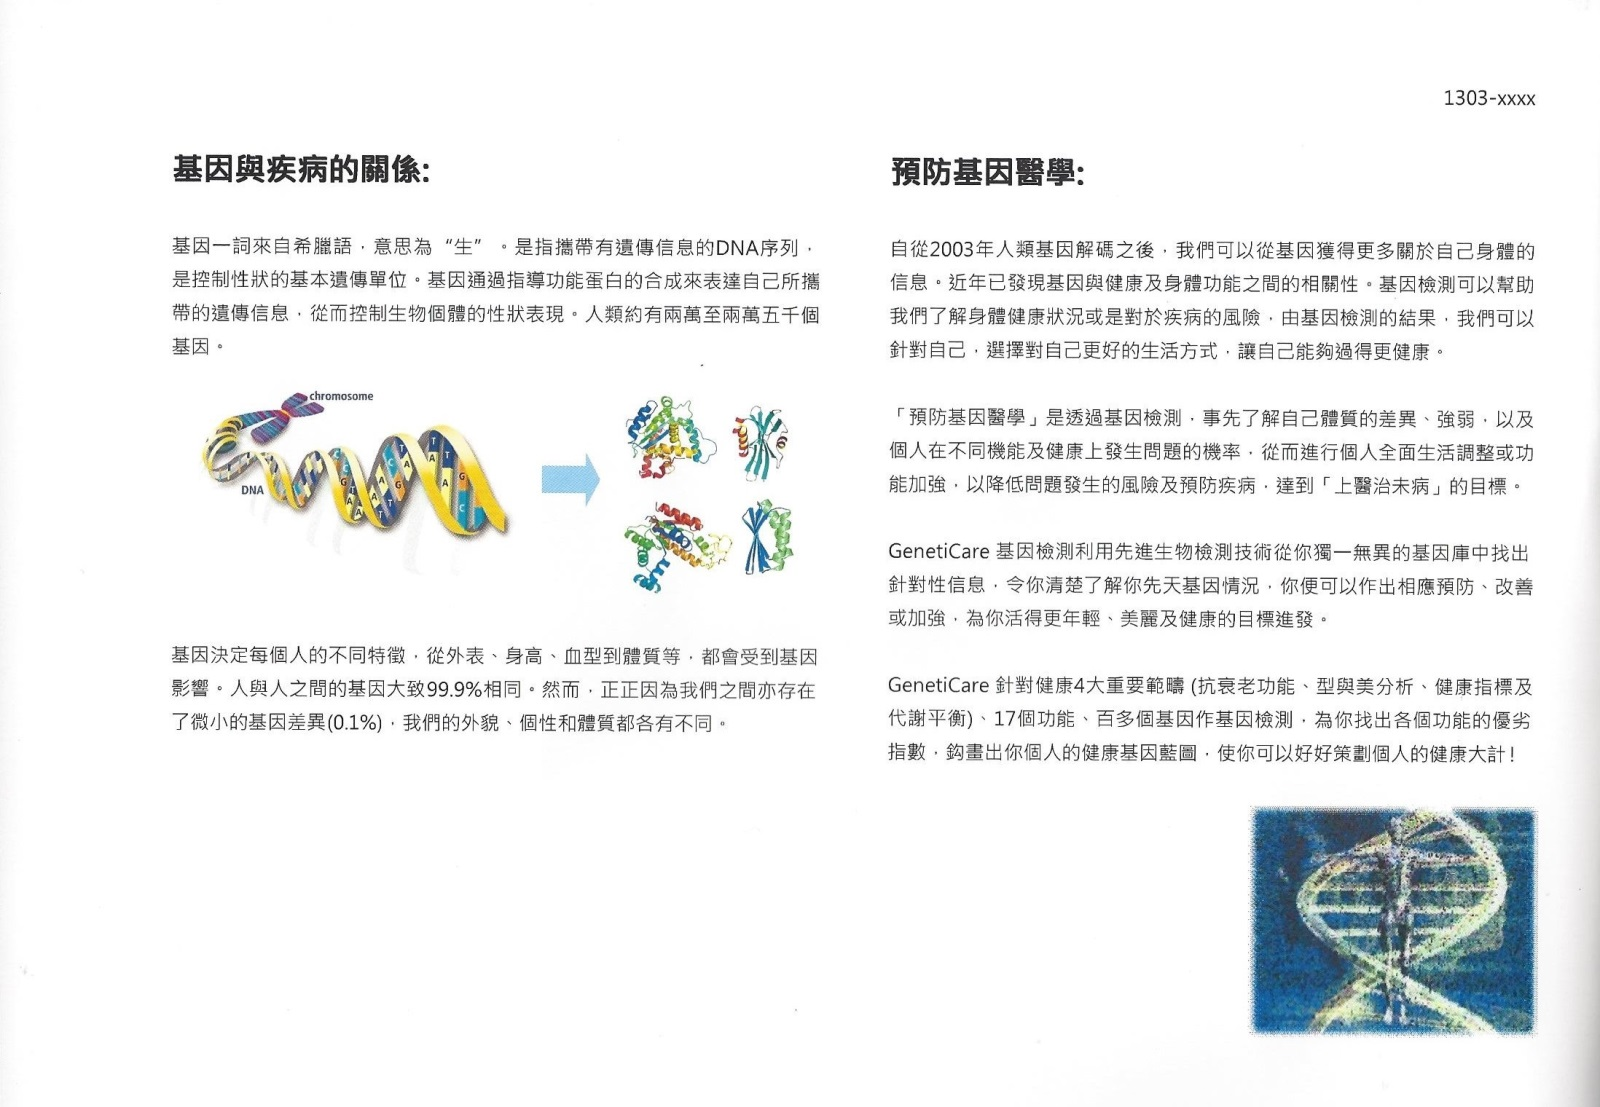 1303-xxxx
基因與疾病的關係:
基因一詞來自希臘語，意思為“生”。是指攜帶有遺傳信息的DNA序列，
是控制性狀的基本遺傳單位。基因通過指導功能蛋白的合成來表達自己所攜
帶的遺傳信息，從而控制生物個體的性狀表現。人類約有兩萬至兩萬五千個
基因。
chromosome
DNA
基因決定每個人的不同特徵，從外表、身高、血型到體質等，都會受到基因
影響。人與人之間的基因大致99.9%相同。然而，正正因為我們之間亦存在
了微小的基因差異(0.1%)，我們的外貌、個性和體質都各有不同。
預防基因醫學:
自從2003年人類基因解碼之後，我們可以從基因獲得更多關於自己身體的
信息。近年已發現基因與健康及身體功能之間的相關性。基因檢測可以幫助
我們了解身體健康狀況或是對於疾病的風險，由基因檢測的結果，我們可以
針對自己，選擇對自己更好的生活方式，讓自己能夠過得更健康。
「預防基因醫學」是透過基因檢測，事先了解自己體質的差異、強弱，以及
個人在不同機能及健康上發生問題的機率，從而進行個人全面生活調整或功
能加強，以降低問題發生的風險及預防疾病，達到「上醫治未病」的目標。
GenetiCare 基因檢測利用先進生物檢測技術從你獨一無異的基因庫中找出
針對性信息，令你清楚了解你先天基因情況，你便可以作出相應預防、改善
或加強，為你活得更年輕、美麗及健康的目標進發。
GenetiCare 針對健康4大重要範疇 (抗衰老功能、型與美分析、健康指標及
代謝平衡)、17個功能、百多個基因作基因檢測，為你找出各個功能的優劣
指數，鈎畫出你個人的健康基因藍圖，使你可以好好策劃個人的健康大計！